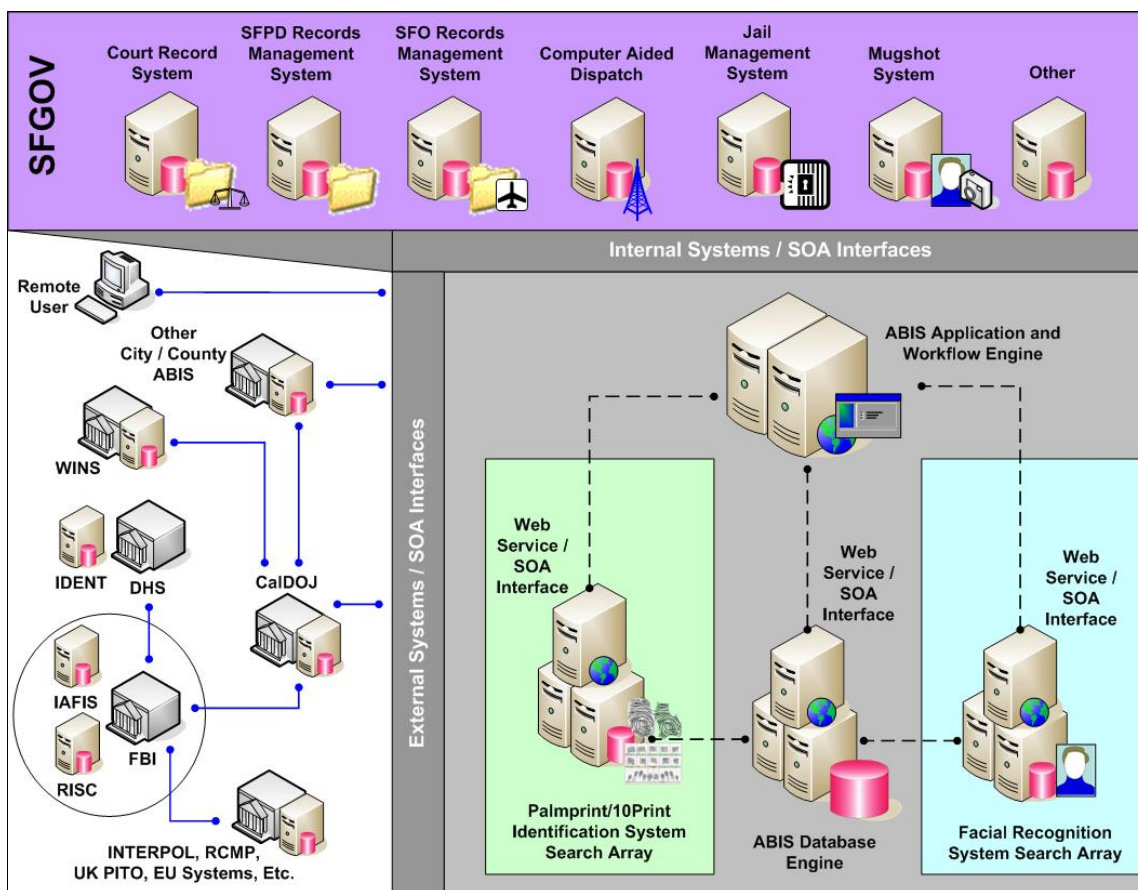 SFGOV
Court Record
System
SFPD Records
Management
System
SFO Records
Management
System
Computer Aided
Dispatch
Jail
Management
System
Mugshot
System
Other
Internal Systems / SOA Interfaces
External Systems / SOA Interfaces
Remote
User
Other
City / County
ABIS
WINS
IDENT
DHS
CalDOJ
IAFIS
RISC
FBI
INTERPOL, RCMP,
UK PITO, EU Systems, Etc.
ABIS Application and
Workflow Engine
Web
Service /
SOA
Interface
Web
Service /
SOA
Interface
Web
Service /
SOA
Interface
Palmprint/10Print
Identification System
Search Array
ABIS Database
Engine
Facial Recognition
System Search Array